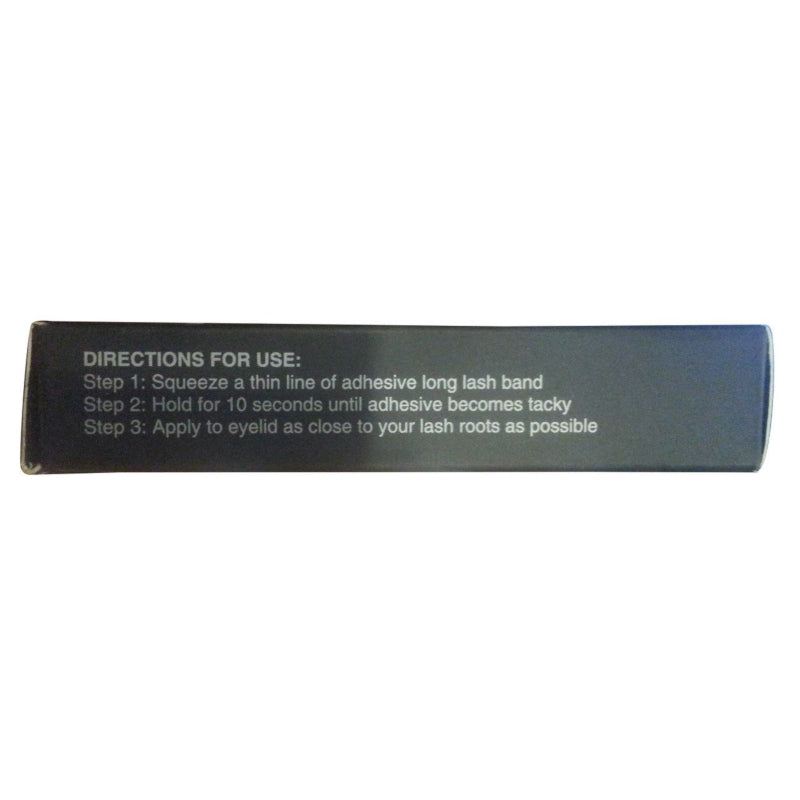 DIRECTIONS FOR USE:
Step 1: Squeeze a thin line of adhesive long lash band
Step 2: Hold for 10 seconds until adhesive becomes tacky
Step 3: Apply to eyelid as close to your lash roots as possible